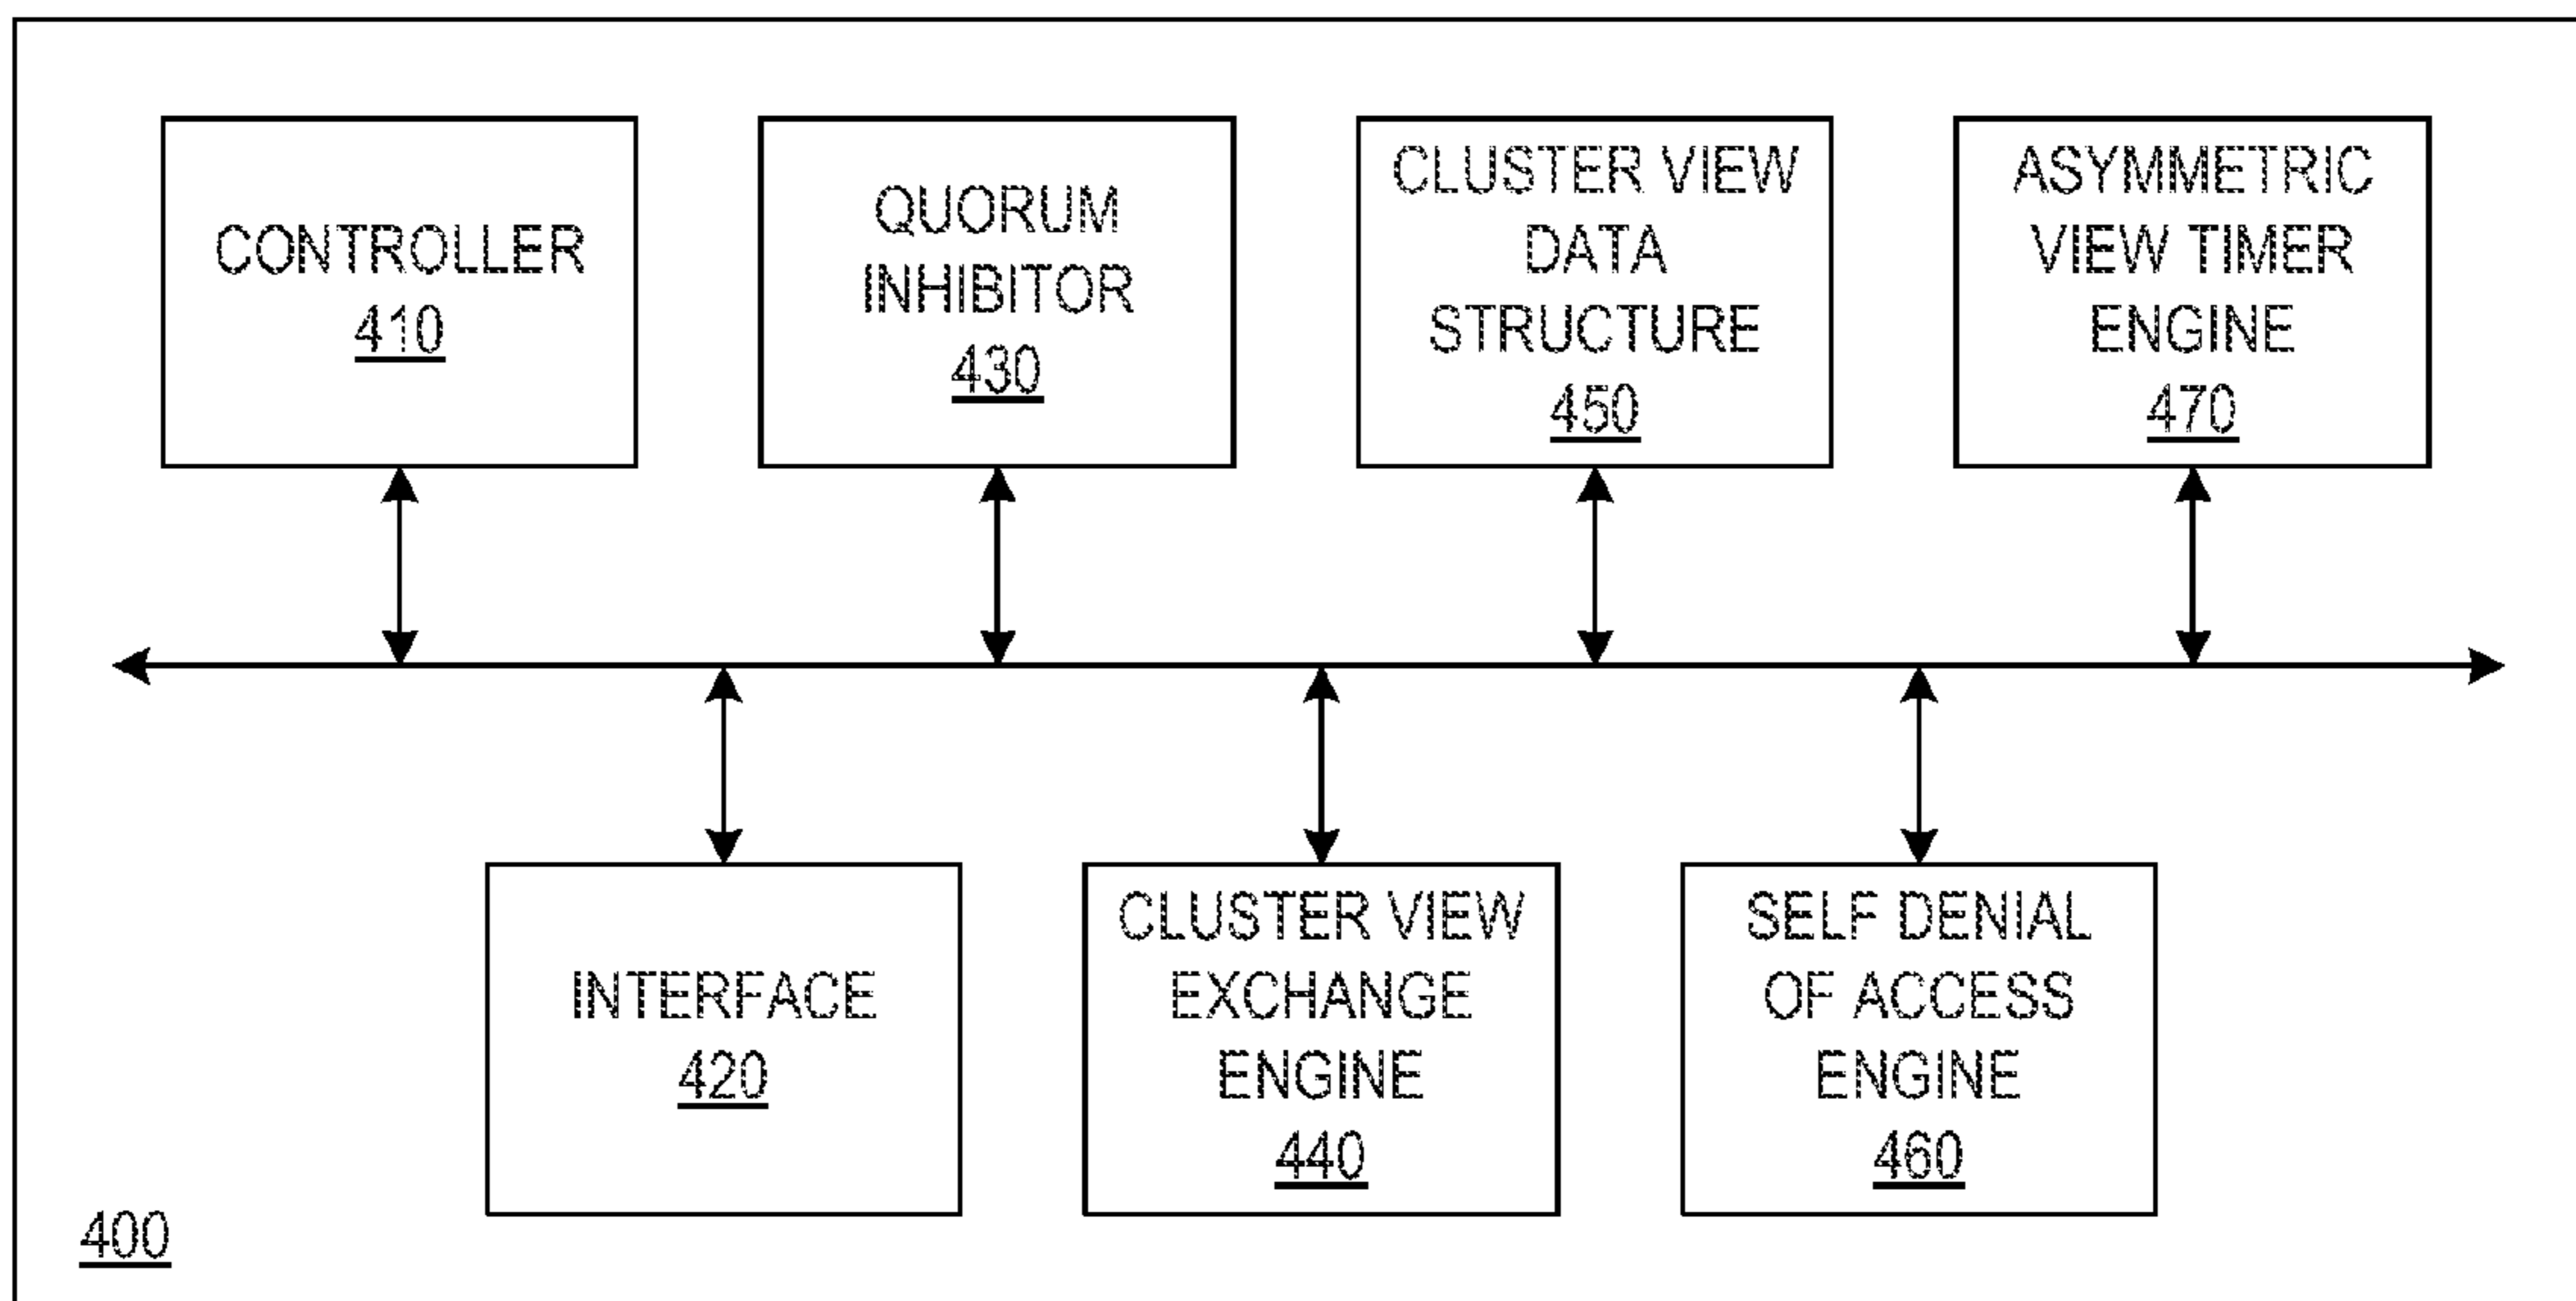 CONTROLLER
410
QUORUM
INHIBITOR
430
CLUSTER VIEW
DATA
STRUCTURE
450
ASYMMETRIC
VIEW TIMER
ENGINE
470
INTERFACE
420
CLUSTER VIEW
EXCHANGE
ENGINE
440
SELF DENIAL
OF ACCESS
ENGINE
460
400